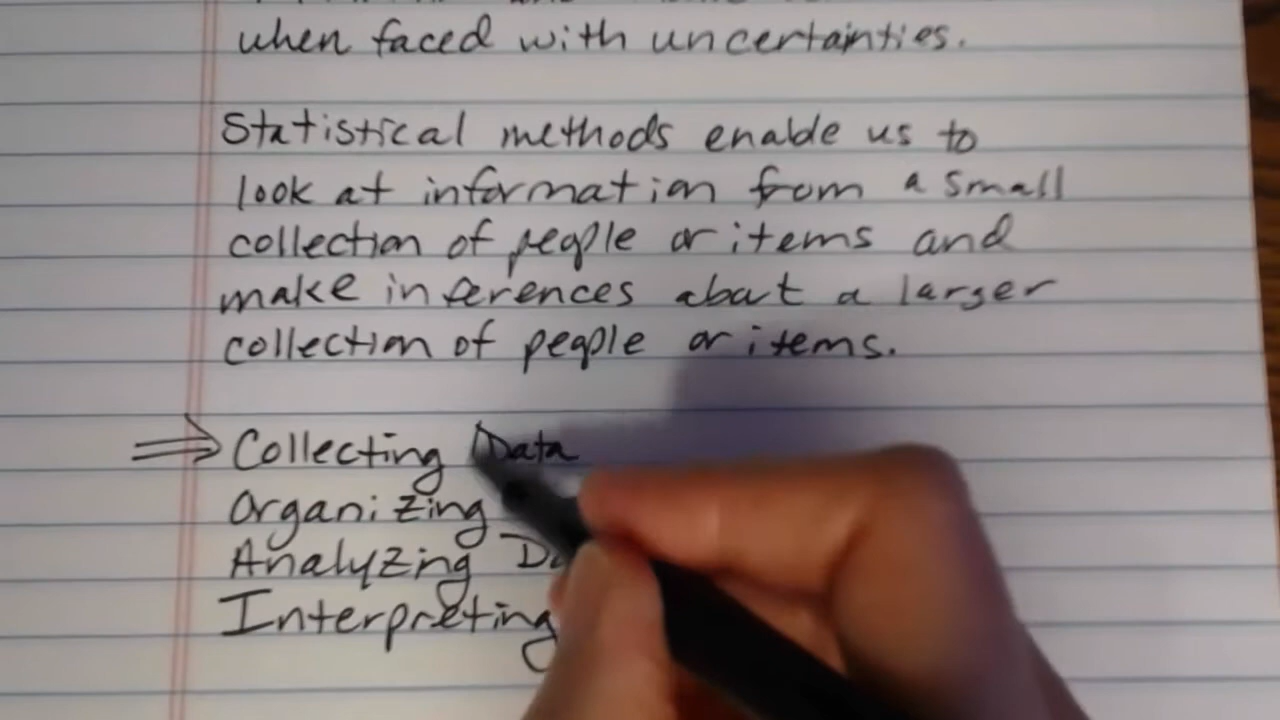 when faced with uncertainties.
Statistical methods enable us to
look at information from a small
collection of people or items and
make inferences about a larger
collection of people or items.
⇒ Collecting Data
Organizing
Analyzing
Interpreting